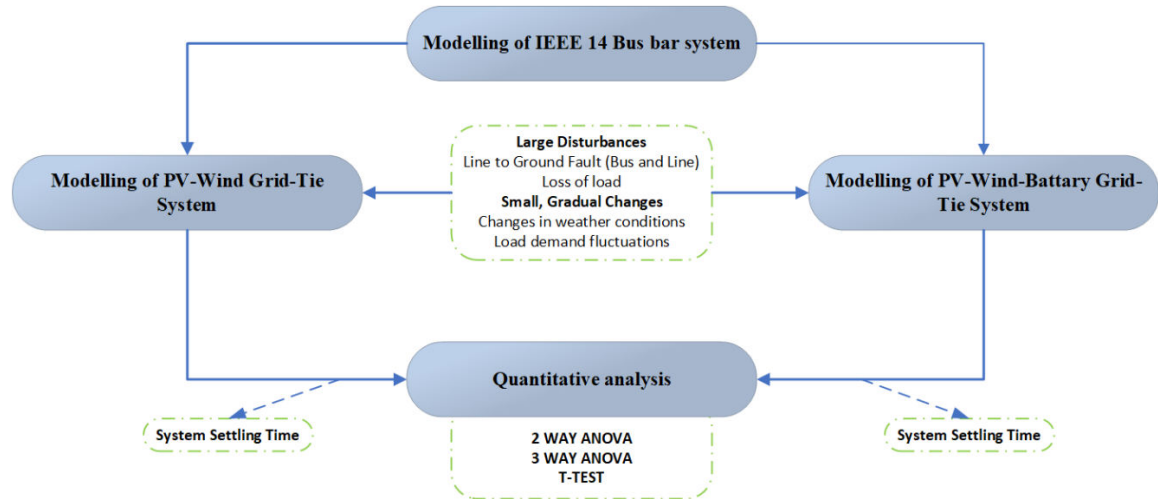 Modelling of IEEE 14 Bus bar system
Large Disturbances
Line to Ground Fault (Bus and Line)
Loss of load
Small, Gradual Changes
Changes in weather conditions
Load demand fluctuations
Modelling of PV-Wind Grid-Tie
System
Modelling of PV-Wind-Battary Grid-
Tie System
Quantitative analysis
System Settling Time
2 WAY ANOVA
3 WAY ANOVA
T-TEST
System Settling Time